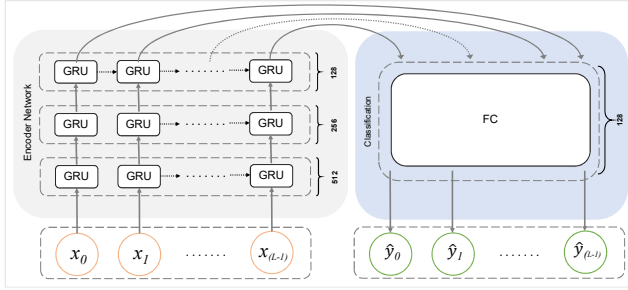 Encoder Network
GRU GRU . . . . . . . GRU
128
GRU GRU . . . . . . . GRU
256
GRU GRU . . . . . . . GRU
512
x0 x1 ....... x(L-1)
Classification
FC
128
ŷ0 ŷ1 ....... ŷ(L-1)